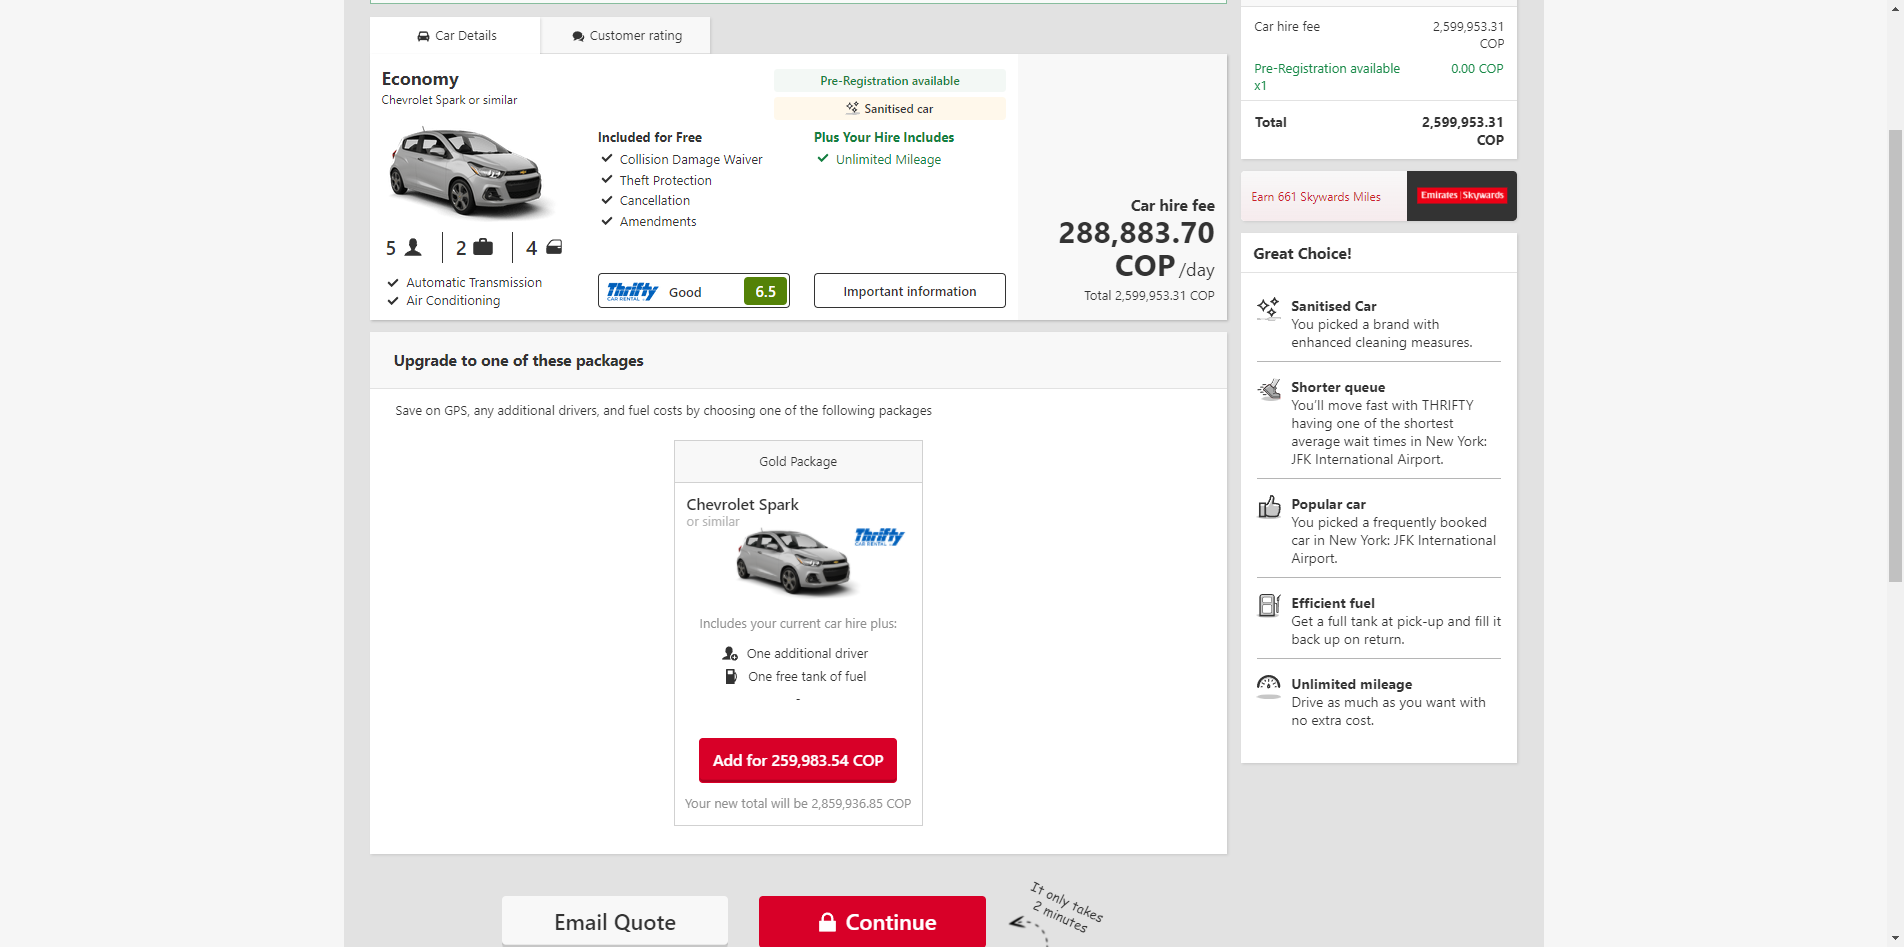 Car Details
Customer rating
Economy
Chevrolet Spark or similar
Pre-Registration available
Sanitised car
Included for Free
Collision Damage Waiver
Theft Protection
Cancellation
Amendments
Plus Your Hire Includes
Unlimited Mileage
5
2
4
Automatic Transmission
Air Conditioning
Thrifty
CAR RENTAL
Good
6.5
Important information
Car hire fee
288,883.70
COP /day
Total 2,599,953.31 COP
Upgrade to one of these packages
Save on GPS, any additional drivers, and fuel costs by choosing one of the following packages
Gold Package
Chevrolet Spark
or similar
Thrifty
CAR RENTAL
Includes your current car hire plus:
One additional driver
One free tank of fuel
-
Add for 259,983.54 COP
Your new total will be 2,859,936.85 COP
Email Quote
Continue
It only takes
2 minutes
Car hire fee
2,599,953.31
COP
Pre-Registration available
x1
0.00 COP
Total
2,599,953.31
COP
Earn 661 Skywards Miles
Emirates | Skywards
Great Choice!
Sanitised Car
You picked a brand with
enhanced cleaning measures.
Shorter queue
You'll move fast with THRIFTY
having one of the shortest
average wait times in New York:
JFK International Airport.
Popular car
You picked a frequently booked
car in New York: JFK International
Airport.
Efficient fuel
Get a full tank at pick-up and fill it
back up on return.
Unlimited mileage
Drive as much as you want with
no extra cost.